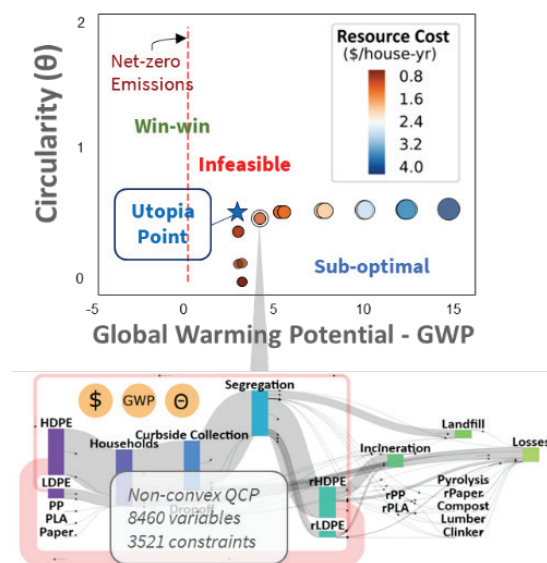 2
Resource Cost
($/house-yr)
0.8
1.6
2.4
3.2
4.0
Net-zero
Emissions
Circularity (θ)
1
Win-win
Infeasible
Utopia
Point
Sub-optimal
0
-5
0
5
10
15
Global Warming Potential - GWP
$
GWP
Θ
Segregation
HDPE
Households
Curbside Collection
Landfill
Incineration
Losses
LDPE
PP
PLA
Paper
Dropoff
Non-convex QCP
8460 variables
3521 constraints
rHDPE
rLDPE
rPP
rPLA
Pyrolysis
rPaper
Compost
Lumber
Clinker